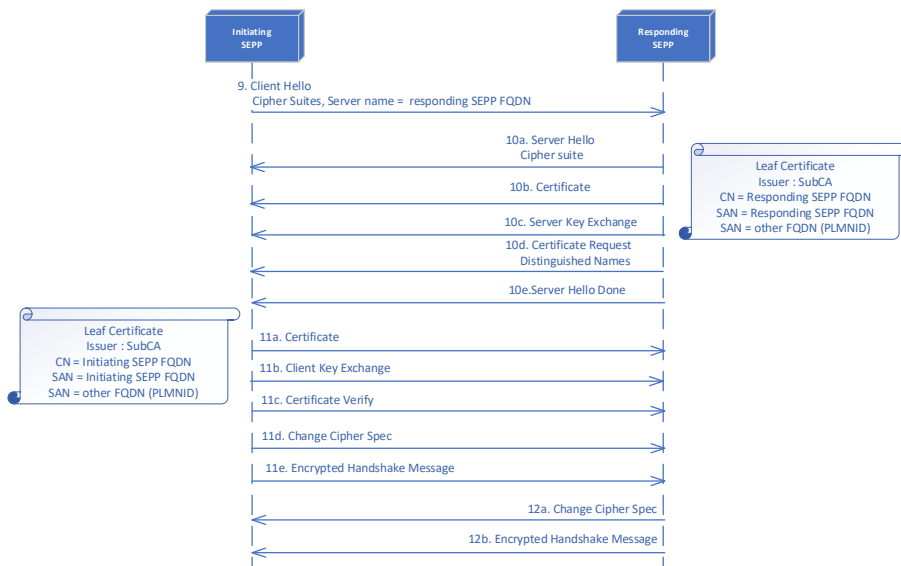 Initiating
SEPP
Responding
SEPP
9. Client Hello
Cipher Suites, Server name = responding SEPP FQDN
10a. Server Hello
Cipher suite
10b. Certificate
10c. Server Key Exchange
10d. Certificate Request
Distinguished Names
10e.Server Hello Done
Leaf Certificate
Issuer : SubCA
CN = Responding SEPP FQDN
SAN = Responding SEPP FQDN
SAN = other FQDN (PLMNID)
Leaf Certificate
Issuer : SubCA
CN = Initiating SEPP FQDN
SAN = Initiating SEPP FQDN
SAN = other FQDN (PLMNID)
11a. Certificate
11b. Client Key Exchange
11c. Certificate Verify
11d. Change Cipher Spec
11e. Encrypted Handshake Message
12a. Change Cipher Spec
12b. Encrypted Handshake Message